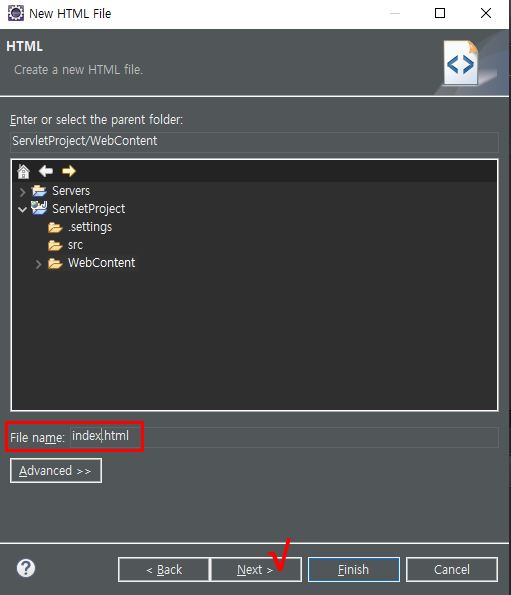 New HTML File
HTML
Create a new HTML file.
Enter or select the parent folder:
ServletProject/WebContent
Servers
ServletProject
.settings
src
WebContent
File name: index.html
Advanced >>
< Back Next > Finish Cancel